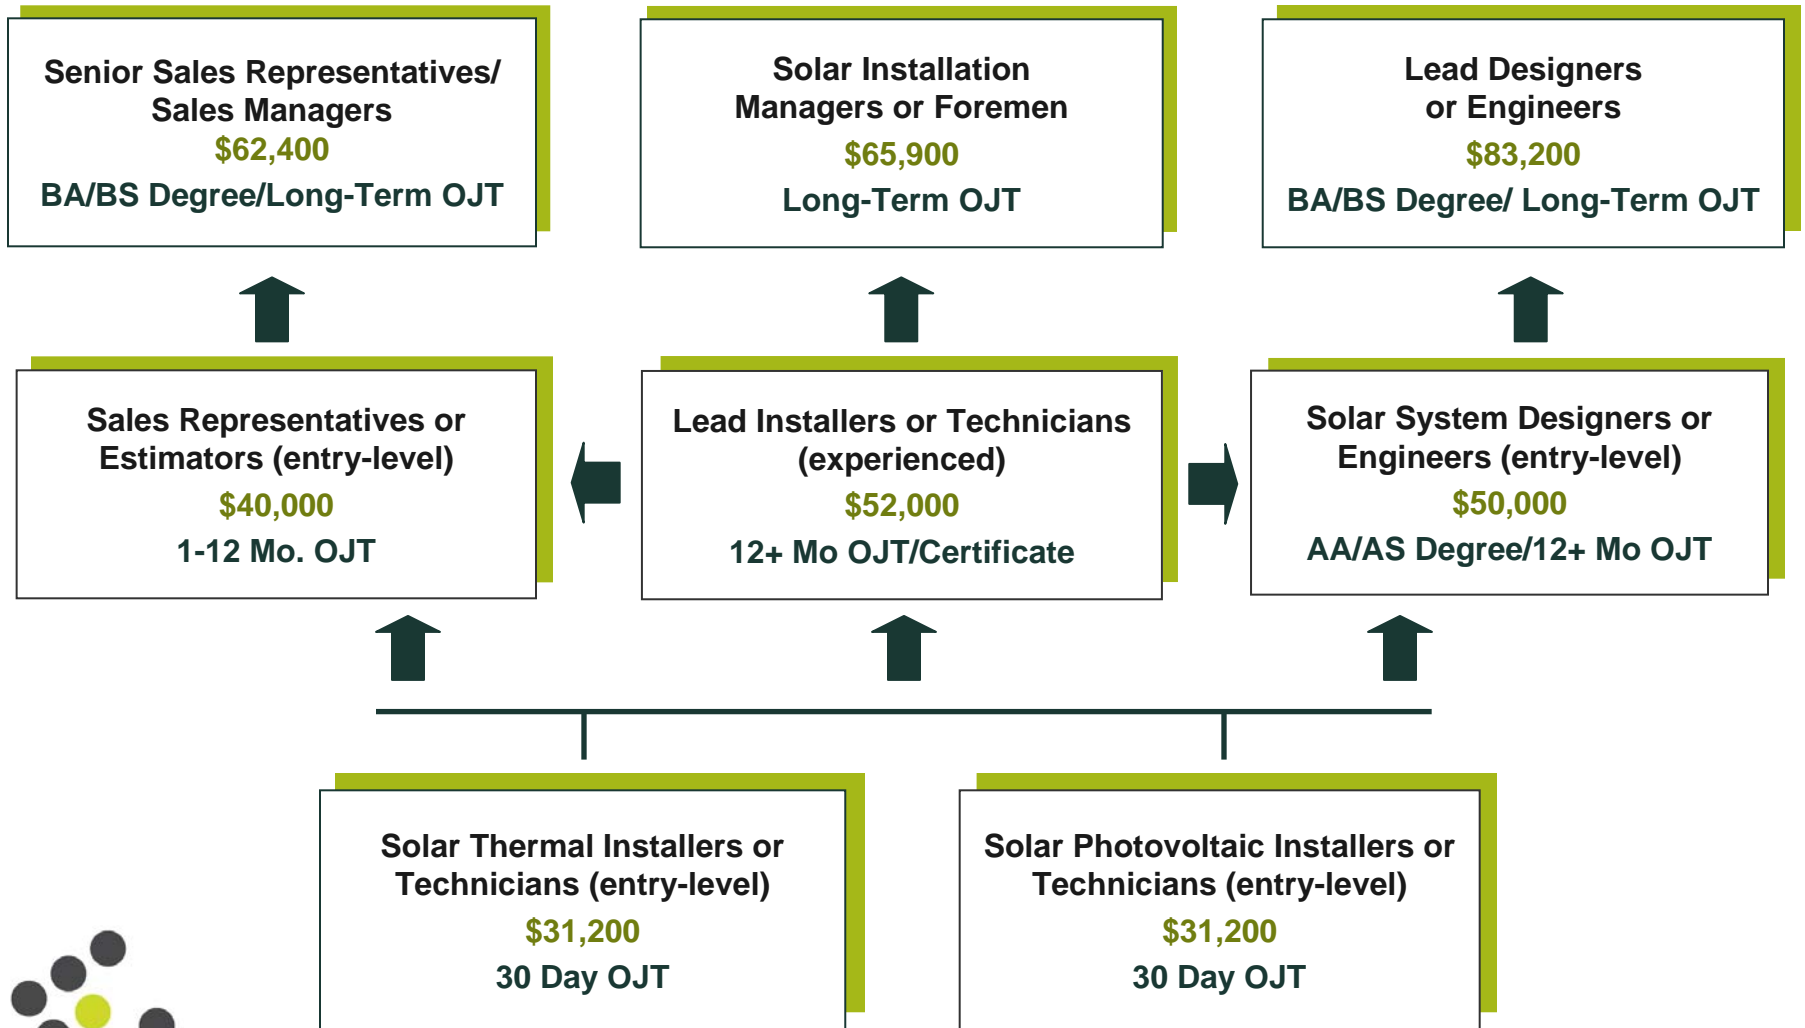 Senior Sales Representatives/
Sales Managers
$62,400
BA/BS Degree/Long-Term OJT
Solar Installation
Managers or Foremen
$65,900
Long-Term OJT
Lead Designers
or Engineers
$83,200
BA/BS Degree/ Long-Term OJT
Sales Representatives or
Estimators (entry-level)
$40,000
1-12 Mo. OJT
Lead Installers or Technicians
(experienced)
$52,000
12+ Mo OJT/Certificate
Solar System Designers or
Engineers (entry-level)
$50,000
AA/AS Degree/12+ Mo OJT
Solar Thermal Installers or
Technicians (entry-level)
$31,200
30 Day OJT
Solar Photovoltaic Installers or
Technicians (entry-level)
$31,200
30 Day OJT